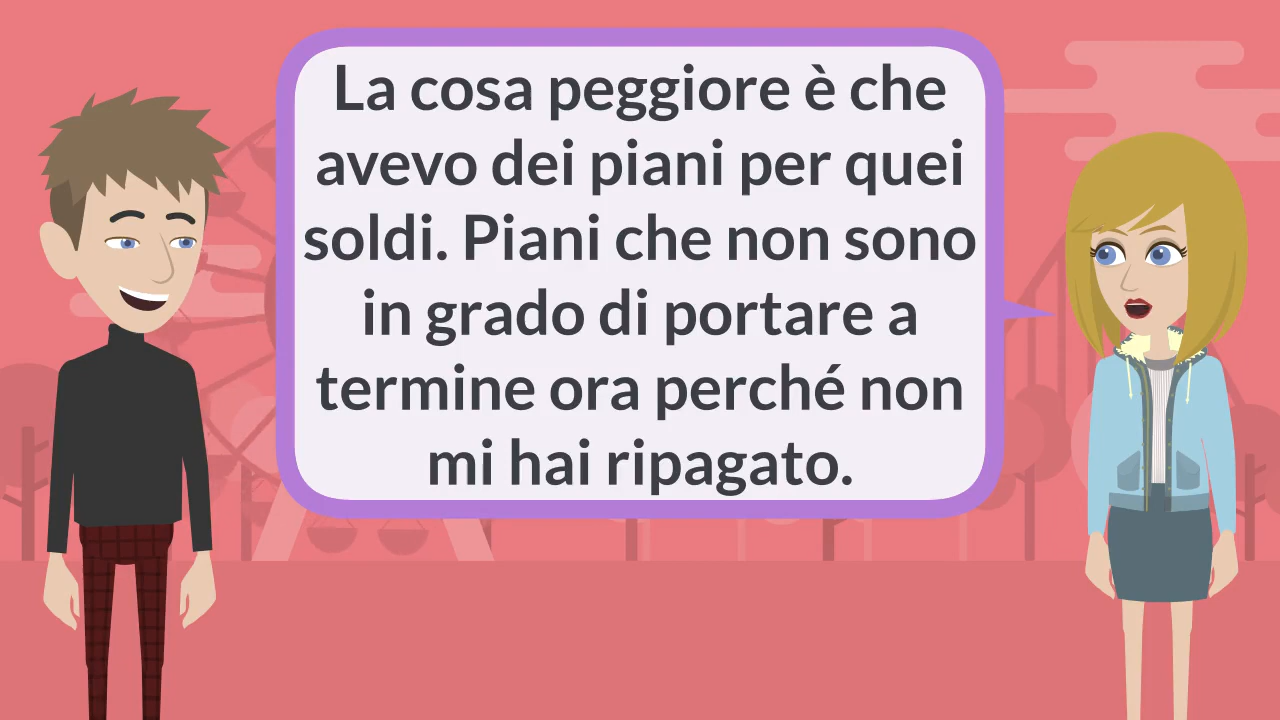 La cosa peggiore è che
avevo dei piani per quei
soldi. Piani che non sono
in grado di portare a
termine ora perché non
mi hai ripagato.